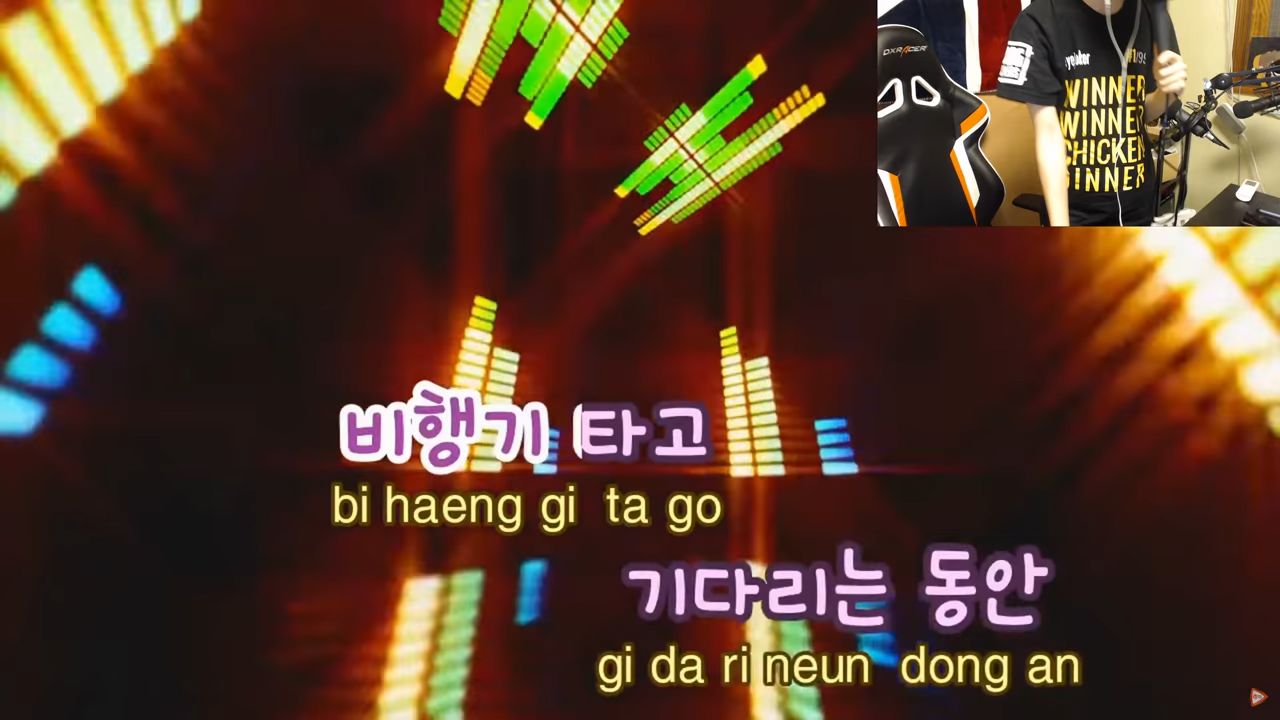 DXRACER
WINNER
WINNER
CHICKEN
DINNER
비행기 타고
bi haeng gi ta go
기다리는 동안
gi da ri neun dong an